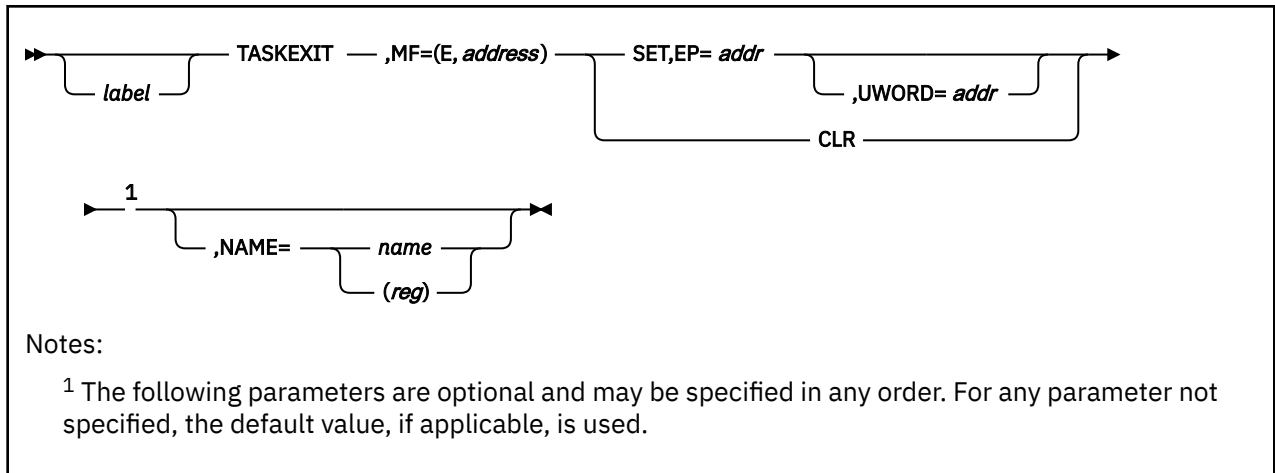 TASKEXIT ,MF=(E, address) SET,EP= addr
label ,UWORD= addr
CLR
1
,NAME= name
(reg)
Notes:
1 The following parameters are optional and may be specified in any order. For any parameter not
specified, the default value, if applicable, is used.